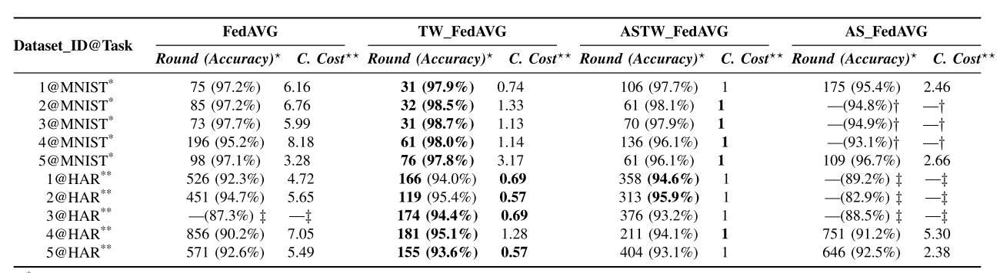 FedAVG TW_FedAVG ASTW_FedAVG AS_FedAVG
Dataset_ID@Task
Round (Accuracy)⋆ C. Cost⋆⋆ Round (Accuracy)⋆ C. Cost⋆⋆ Round (Accuracy)⋆ C. Cost⋆⋆ Round (Accuracy)⋆ C. Cost⋆⋆
1@MNIST* 75 (97.2%) 6.16 31 (97.9%) 0.74 106 (97.7%) 1 175 (95.4%) 2.46
2@MNIST* 85 (97.2%) 6.76 32 (98.5%) 1.33 61 (98.1%) 1 —(94.8%)† —†
3@MNIST* 73 (97.7%) 5.99 31 (98.7%) 1.13 70 (97.9%) 1 —(94.9%)† —†
4@MNIST* 196 (95.2%) 8.18 61 (98.0%) 1.14 136 (96.1%) 1 —(93.1%)† —†
5@MNIST* 98 (97.1%) 3.28 76 (97.8%) 3.17 61 (96.1%) 1 109 (96.7%) 2.66
1@HAR** 526 (92.3%) 4.72 166 (94.0%) 0.69 358 (94.6%) 1 —(89.2%) ‡ —‡
2@HAR** 451 (94.7%) 5.65 119 (95.4%) 0.57 313 (95.9%) 1 —(82.9%) ‡ —‡
3@HAR** —(87.3%) ‡ —‡ 174 (94.4%) 0.69 376 (93.2%) 1 —(88.5%) ‡ —‡
4@HAR** 856 (90.2%) 7.05 181 (95.1%) 1.28 211 (94.1%) 1 751 (91.2%) 5.30
5@HAR** 571 (92.6%) 5.49 155 (93.6%) 0.57 404 (93.1%) 1 646 (92.5%) 2.38